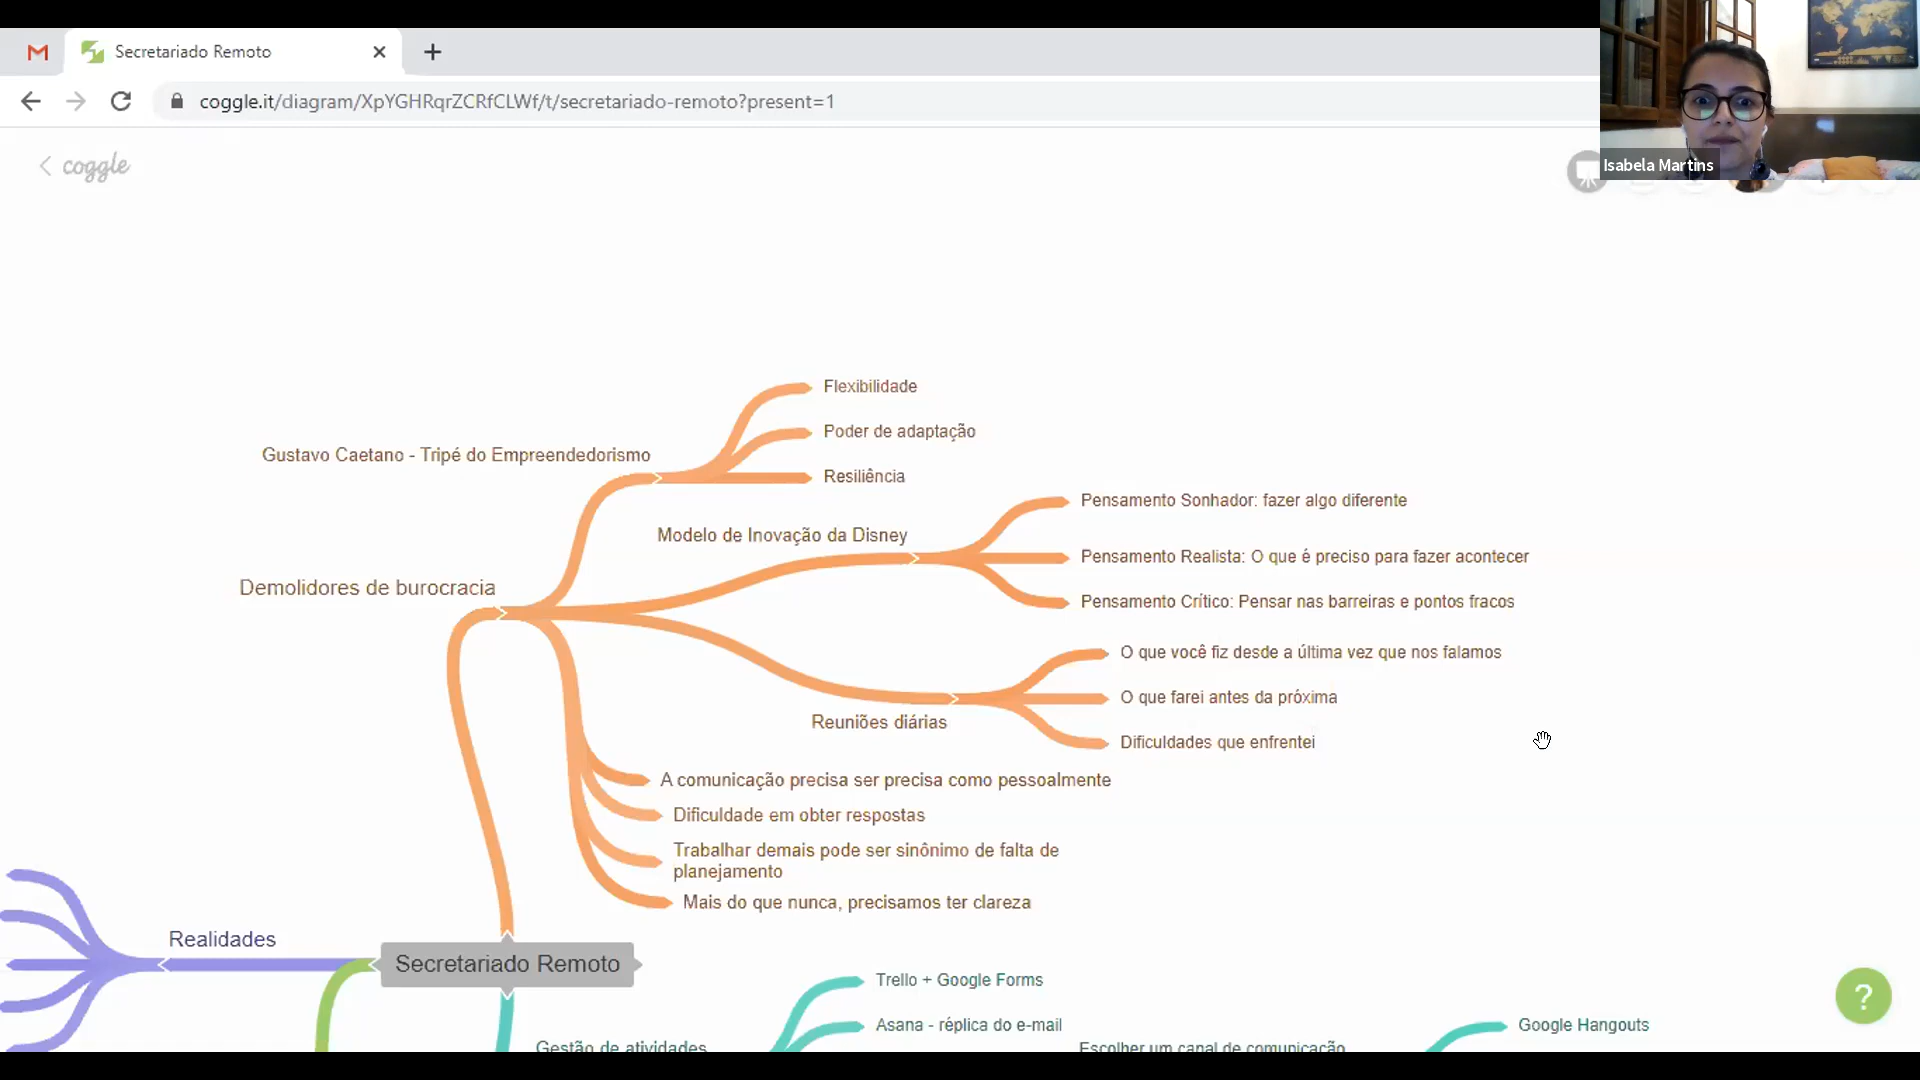 Secretariado Remoto
coggle.it/diagram/XpYGHRqrZCRfCLWf/t/secretariado-remoto?present=1
coggle
Isabela Martins
Flexibilidade
Poder de adaptação
Resiliência
Gustavo Caetano - Tripé do Empreendedorismo
Pensamento Sonhador: fazer algo diferente
Modelo de Inovação da Disney
Pensamento Realista: O que é preciso para fazer acontecer
Pensamento Crítico: Pensar nas barreiras e pontos fracos
Demolidores de burocracia
O que você fiz desde a última vez que nos falamos
O que farei antes da próxima
Reuniões diárias
Dificuldades que enfrentei
A comunicação precisa ser precisa como pessoalmente
Dificuldade em obter respostas
Trabalhar demais pode ser sinônimo de falta de
planejamento
Mais do que nunca, precisamos ter clareza
Realidades
Secretariado Remoto
Trello + Google Forms
Asana - réplica do e-mail
Google Hangouts
Gestão de atividades
Escolher um canal de comunicação
?